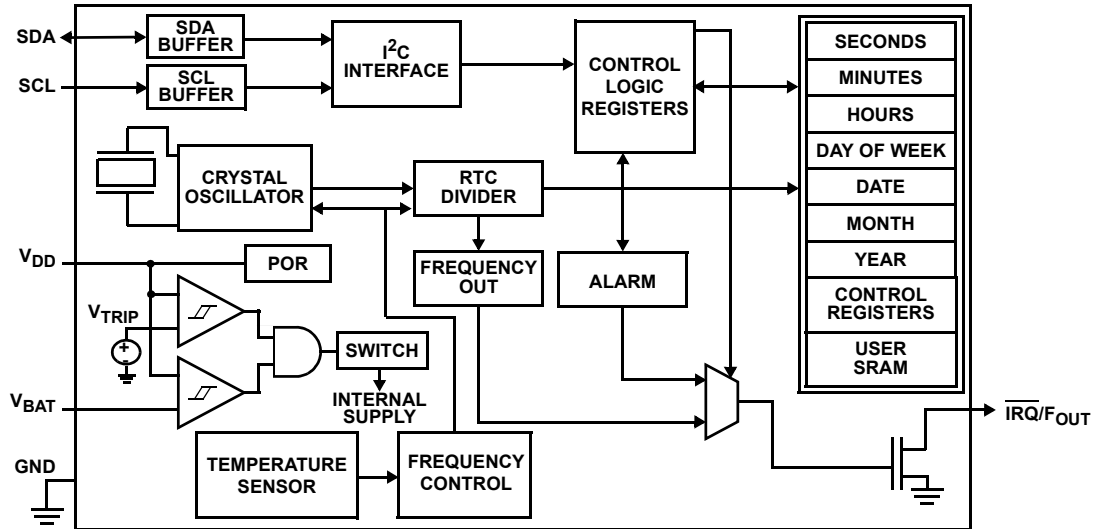 SDA
SDA
BUFFER
SCL
SCL
BUFFER
I²C
INTERFACE
CONTROL
LOGIC
REGISTERS
SECONDS
MINUTES
HOURS
DAY OF WEEK
DATE
MONTH
YEAR
CONTROL
REGISTERS
USER
SRAM
CRYSTAL
OSCILLATOR
RTC
DIVIDER
FREQUENCY
OUT
ALARM
VDD
POR
VTRIP
+
-
SWITCH
INTERNAL
SUPPLY
VBAT
IRQ/FOUT
GND
TEMPERATURE
SENSOR
FREQUENCY
CONTROL